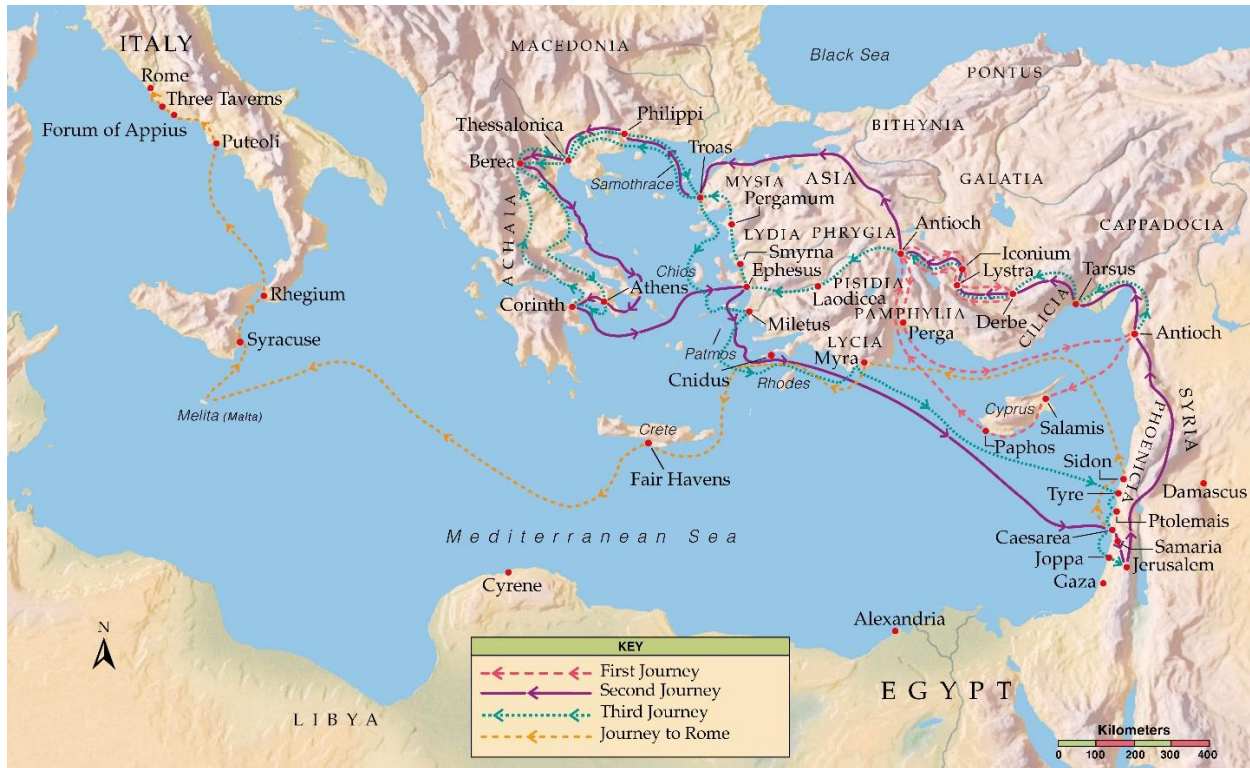 ITALY
MACEDONIA
Black Sea
PONTUS
Rome
Three Taverns
Forum of Appius
Puteoli
Philippi
Thessalonica
Troas
BITHYNIA
Berea
Samothrace
MYSIA
ASIA
GALATIA
Pergamum
CAPPADOCIA
ACHAIA
LYDIA
PHRYGIA
Antioch
Smyrna
Iconium
Chios
Ephesus
Lystra
Tarsus
PISIDIA
Rhegium
Athens
Laodicea
Corinth
PAMPHYLIA
Miletus
Derbe
CILICIA
Perga
Antioch
Syracuse
Patmos
LYCIA
Myra
Cnidus
Rhodes
Melita (Malta)
Cyprus
Salamis
PHOENICIA
SYRIA
Crete
Paphos
Fair Havens
Sidon
Tyre
Damascus
Ptolemais
Mediterranean Sea
Caesarea
Samaria
Joppa
Jerusalem
Cyrene
Gaza
Alexandria
N
KEY
First Journey
Second Journey
Third Journey
Journey to Rome
EGYPT
LIBYA
Kilometers
0 100 200 300 400